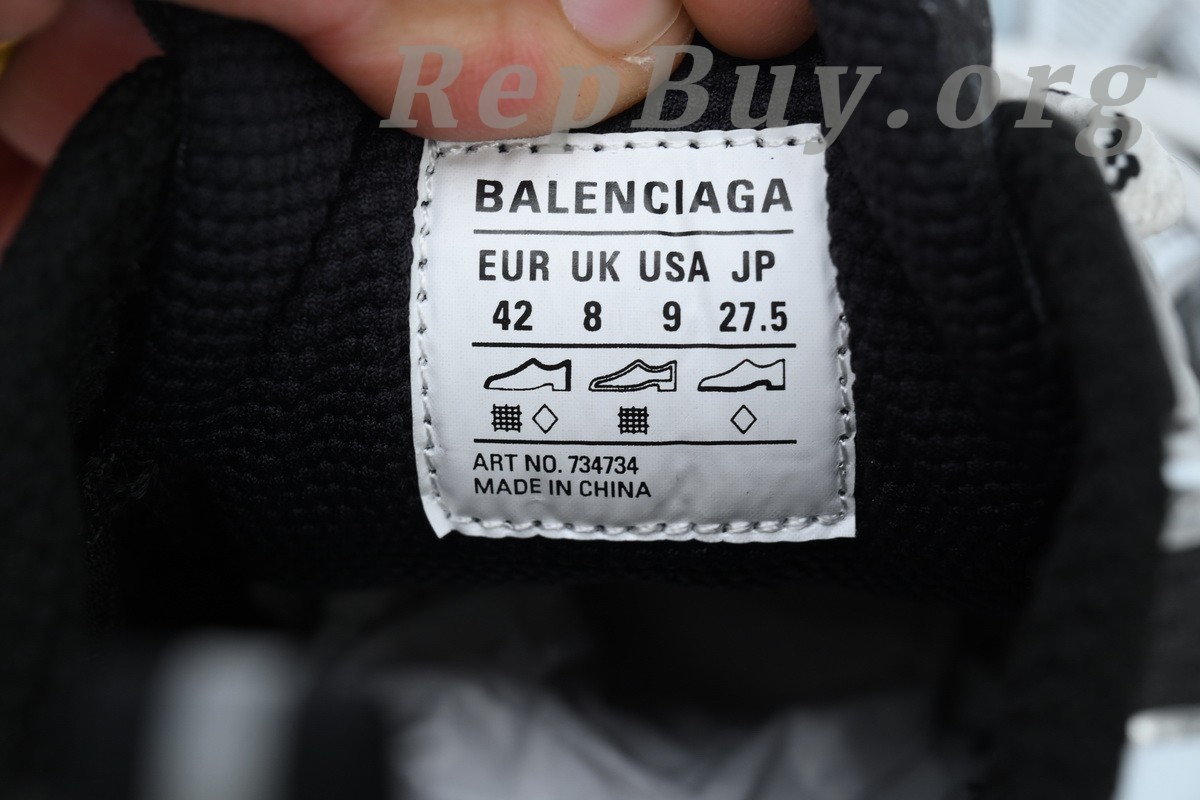 RepBuy.org
BALENCIAGA
EUR UK USA JP
42 8 9 27.5
ART NO. 734734
MADE IN CHINA